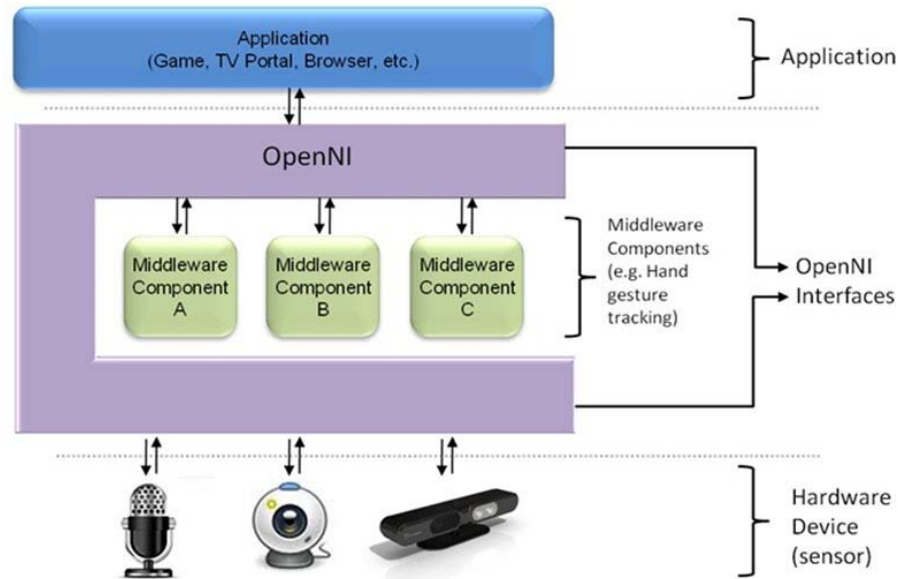 Application
(Game, TV Portal, Browser, etc.)
Application
OpenNI
Middleware
Component
A
Middleware
Component
B
Middleware
Component
C
Middleware
Components
(e.g. Hand
gesture
tracking)
OpenNI
Interfaces
Hardware
Device
(sensor)